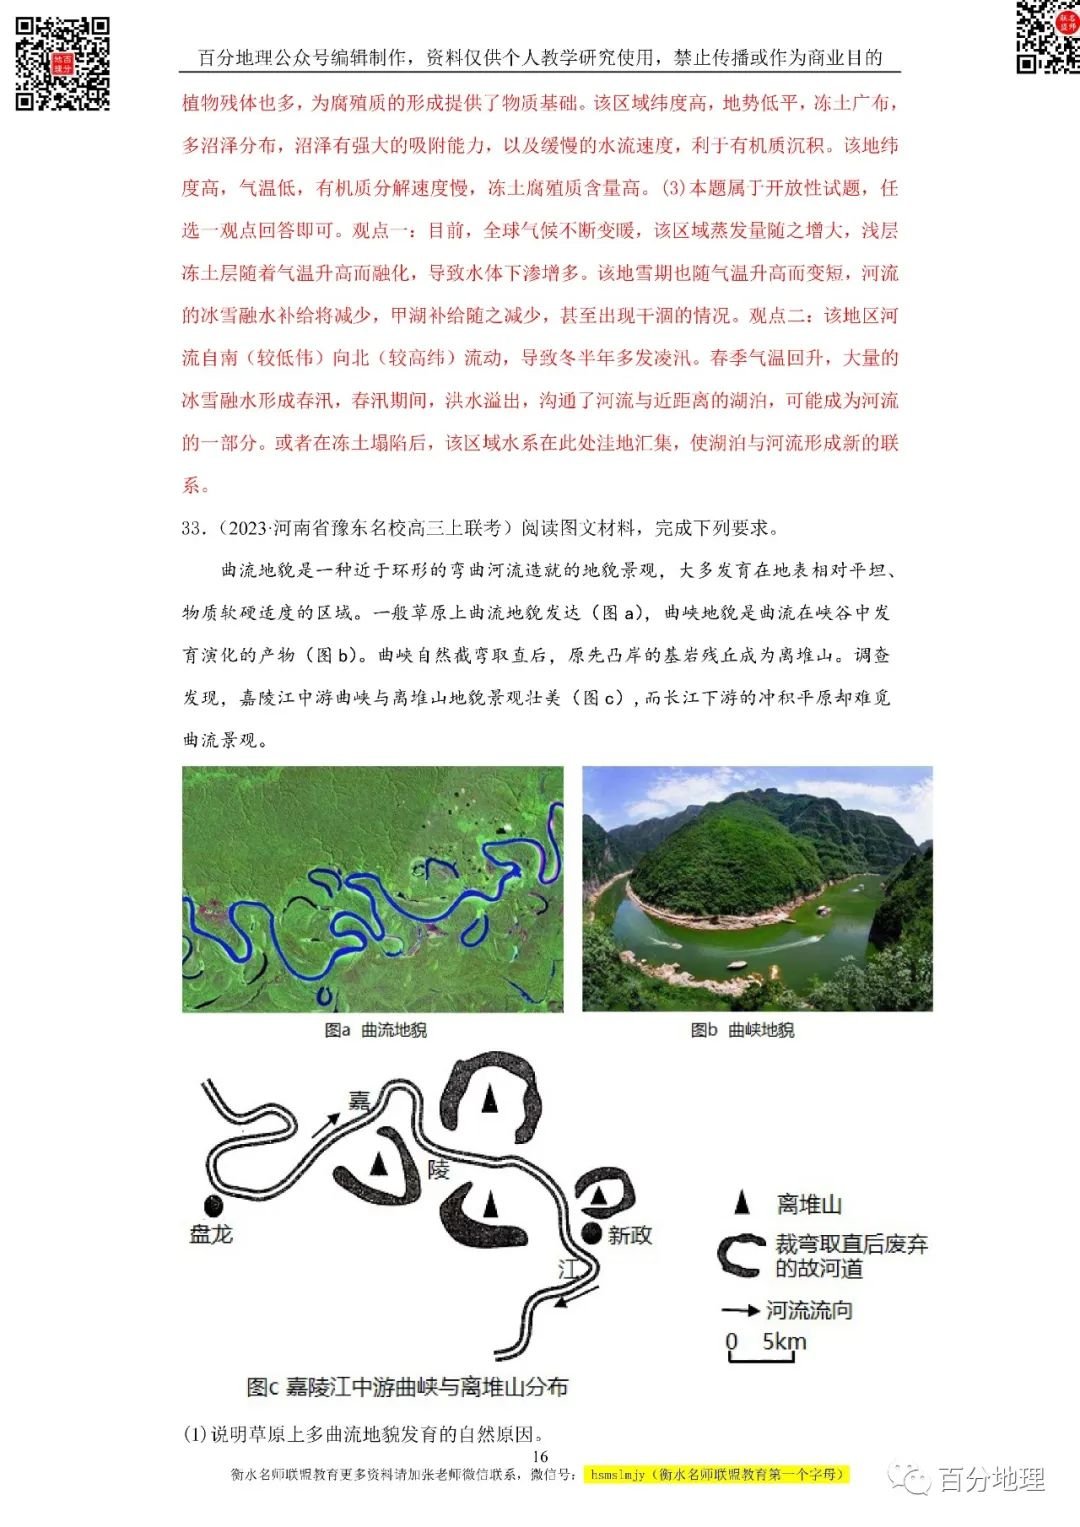 百分地理公众号编辑制作，资料仅供个人教学研究使用，禁止传播或作为商业目的
植物残体也多，为腐殖质的形成提供了物质基础。该区域纬度高，地势低平，冻土广布，
多沼泽分布，沼泽有强大的吸附能力，以及缓慢的水流速度，利于有机质沉积。该地纬
度高，气温低，有机质分解速度慢，冻土腐殖质含量高。(3)本题属于开放性试题，任
选一观点回答即可。观点一：目前，全球气候不断变暖，该区域蒸发量随之增大，浅层
冻土层随着气温升高而融化，导致水体下渗增多。该地雪期也随气温升高而变短，河流
的冰雪融水补给将减少，甲湖补给随之减少，甚至出现干涸的情况。观点二：该地区河
流自南（较低伟）向北（较高纬）流动，导致冬半年多发凌汛。春季气温回升，大量的
冰雪融水形成春汛，春汛期间，洪水溢出，沟通了河流与近距离的湖泊，可能成为河流
的一部分。或者在冻土塌陷后，该区域水系在此处洼地汇集，使湖泊与河流形成新的联
系。
33.（2023·河南省豫东名校高三上联考）阅读图文材料，完成下列要求。
曲流地貌是一种近于环形的弯曲河流造就的地貌景观，大多发育在地表相对平坦、
物质软硬适度的区域。一般草原上曲流地貌发达（图a），曲峡地貌是曲流在峡谷中发
育演化的产物（图b）。曲峡自然截弯取直后，原先凸岸的基岩残丘成为离堆山。调查
发现，嘉陵江中游曲峡与离堆山地貌景观壮美（图c）,而长江下游的冲积平原却难觅
曲流景观。
图a 曲流地貌
图b 曲峡地貌
嘉
陵
江
盘龙
新政
离堆山
裁弯取直后废弃
的故河道
河流流向
0 5km
图c 嘉陵江中游曲峡与离堆山分布
(1)说明草原上多曲流地貌发育的自然原因。
16
衡水名师联盟教育更多资料请加张老师微信联系，微信号： hsmslmjy（衡水名师联盟教育第一个字母）
百分地理